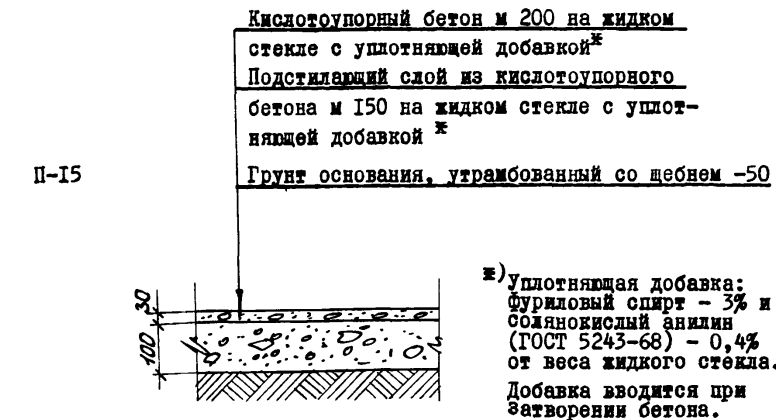 Кислотоупорный бетон м 200 на жидком
стекле с уплотняющей добавкой*
Подстилающий слой из кислотоупорного
бетона м I50 на жидком стекле с уплот-
няющей добавкой *
П-I5
Грунт основания, утрамбованный со щебнем -50
30
100
*) Уплотняющая добавка:
Фуриловый спирт - 3% и
солянокислый анилин
(ГОСТ 5243-68) - 0,4%
от веса жидкого стекла.
Добавка вводится при
затворении бетона.